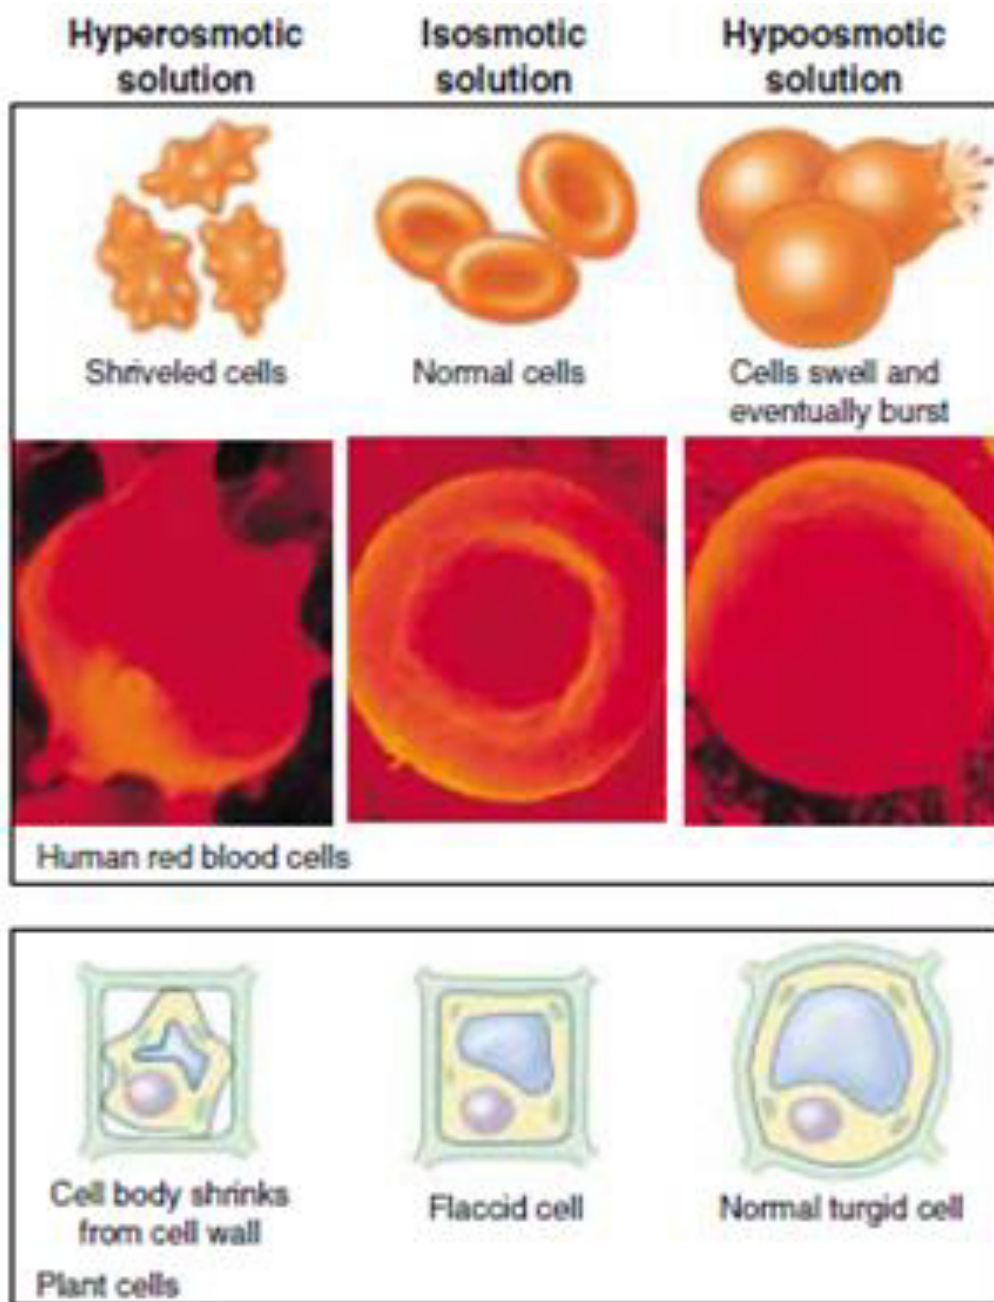 Hyperosmotic solution
Isosmotic solution
Hypoosmotic solution
Shriveled cells
Normal cells
Cells swell and
eventually burst
Human red blood cells
Cell body shrinks
from cell wall
Flaccid cell
Normal turgid cell
Plant cells